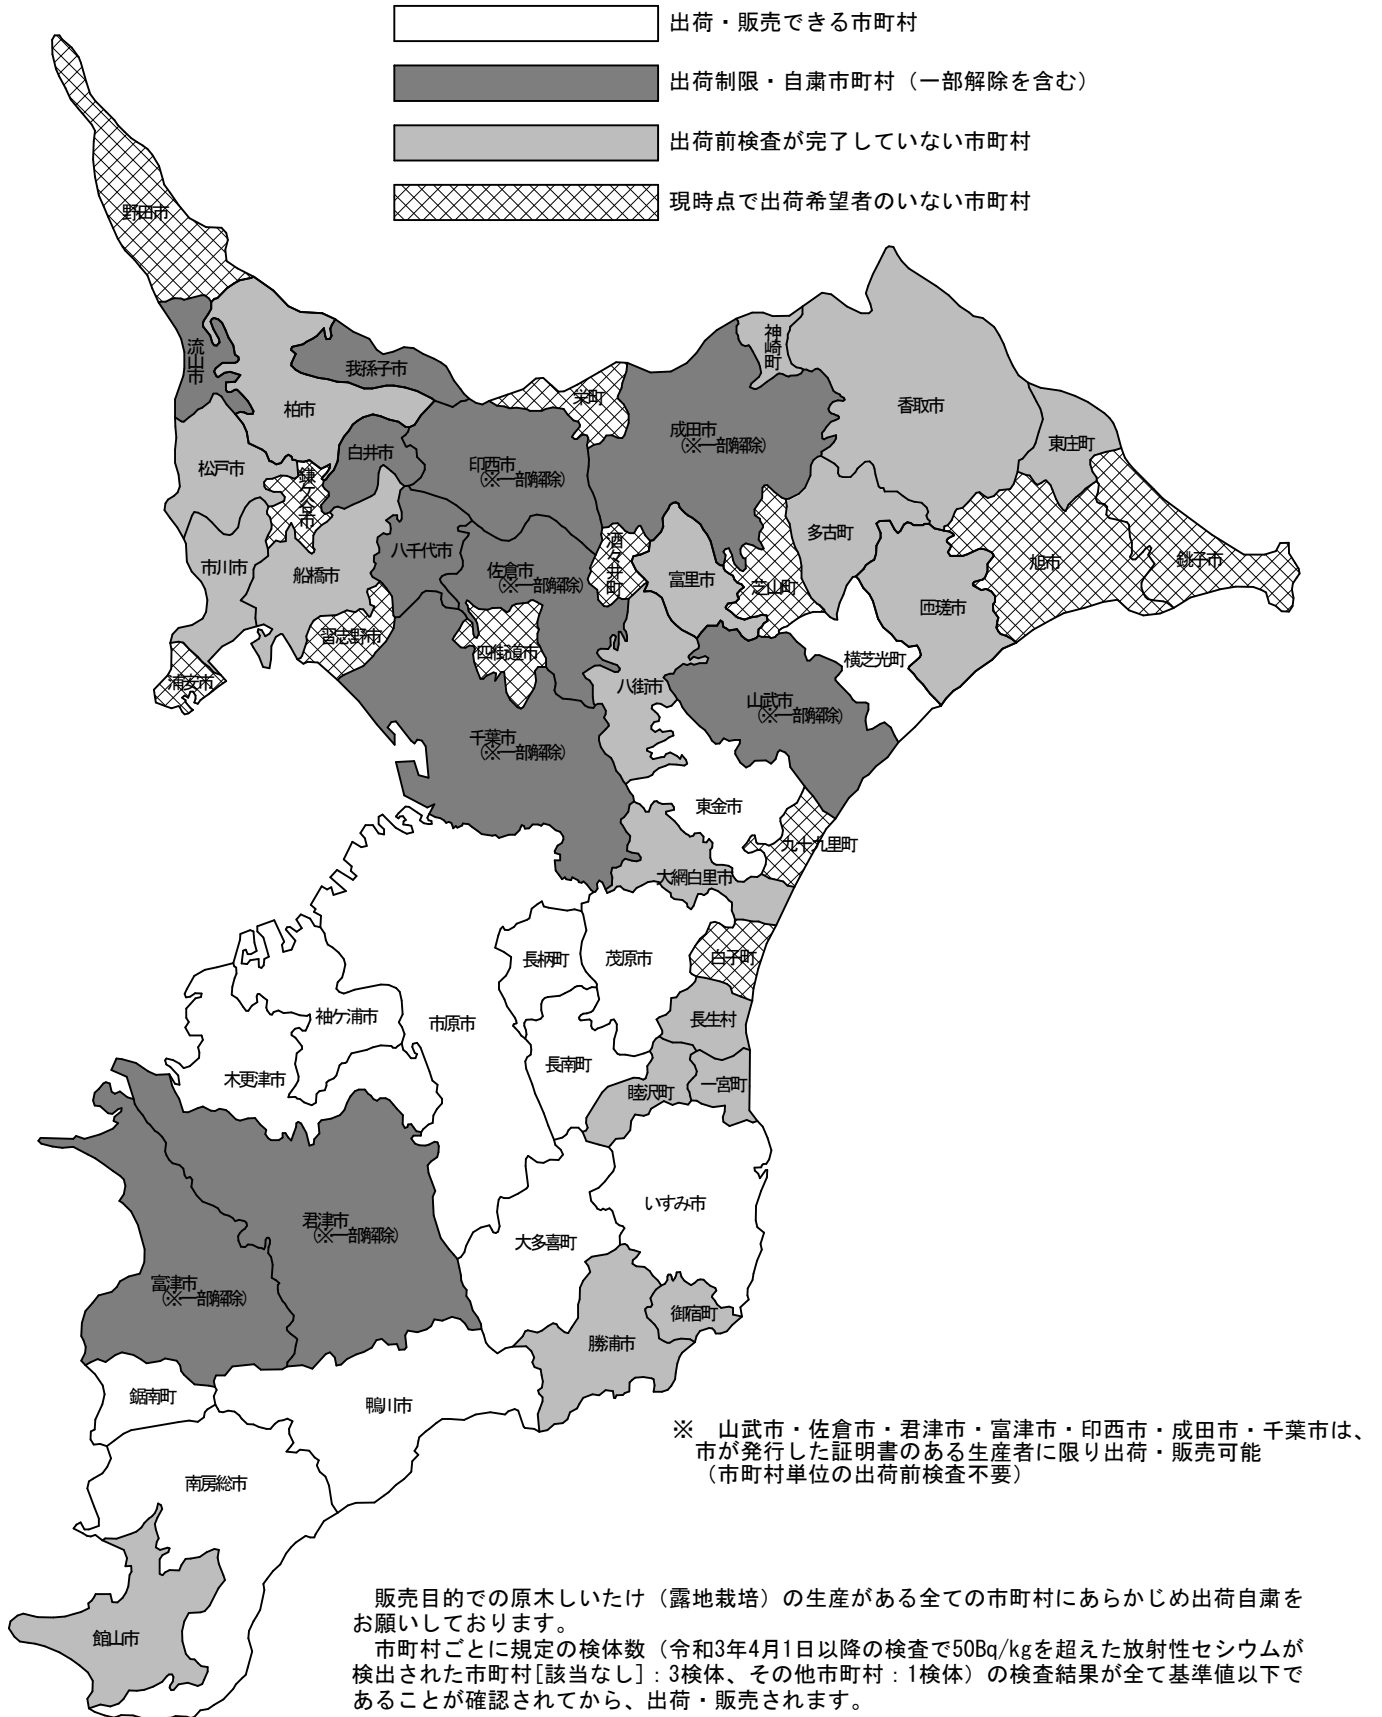 出荷・販売できる市町村
出荷制限・自粛市町村（一部解除を含む）
出荷前検査が完了していない市町村
現時点で出荷希望者のいない市町村
野田市
流山市
我孫子市
柏市
神崎町
栄町
香取市
成田市
(※一部解除)
東庄町
松戸市
白井市
印西市
(※一部解除)
鎌ケ谷市
多古町
八千代市
酒々井町
市川市
船橋市
佐倉市
(※一部解除)
富里市
芝山町
旭市
銚子市
匝瑳市
習志野市
四街道市
横芝光町
浦安市
八街市
山武市
(※一部解除)
千葉市
(※一部解除)
東金市
九十九里町
大網白里市
長柄町
茂原市
白子町
袖ケ浦市
市原市
長生村
木更津市
長南町
睦沢町
一宮町
いすみ市
君津市
(※一部解除)
大多喜町
富津市
(※一部解除)
御宿町
勝浦市
鋸南町
鴨川市
※　山武市・佐倉市・君津市・富津市・印西市・成田市・千葉市は、
市が発行した証明書のある生産者に限り出荷・販売可能
（市町村単位の出荷前検査不要）
南房総市
館山市
販売目的での原木しいたけ（露地栽培）の生産がある全ての市町村にあらかじめ出荷自粛を
お願いしております。
市町村ごとに規定の検体数（令和3年4月1日以降の検査で50Bq/kgを超えた放射性セシウムが
検出された市町村[該当なし]：3検体、その他市町村：1検体）の検査結果が全て基準値以下で
あることが確認されてから、出荷・販売されます。